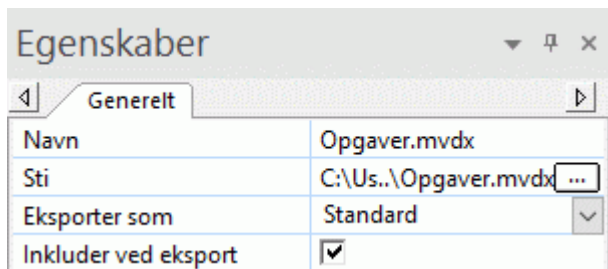 Egenskaber
Generelt
Navn Opgaver.mvdx
Sti C:\Us..\Opgaver.mvdx ...
Eksporter som Standard
Inkluder ved eksport